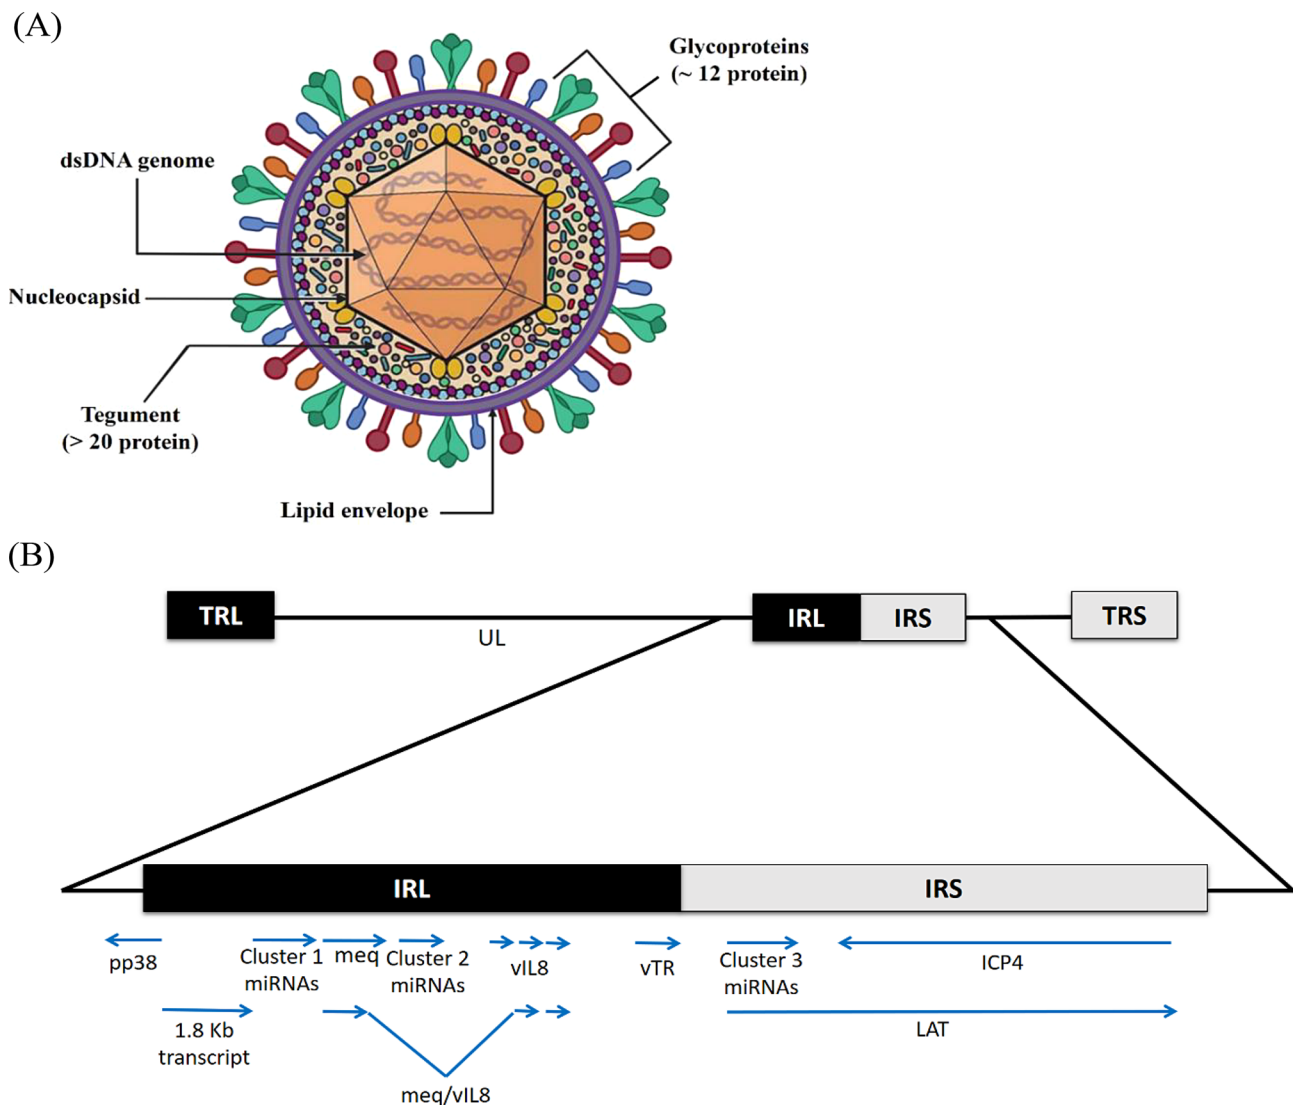 (A)
Glycoproteins
(~ 12 protein)
dsDNA genome
Nucleocapsid
Tegument
(> 20 protein)
Lipid envelope
(B)
TRL
IRL
IRS
TRS
UL
IRL
IRS
pp38
Cluster 1
miRNAs
meq
Cluster 2
miRNAs
vIL8
vTR
Cluster 3
miRNAs
ICP4
1.8 Kb
transcript
LAT
meq/vIL8